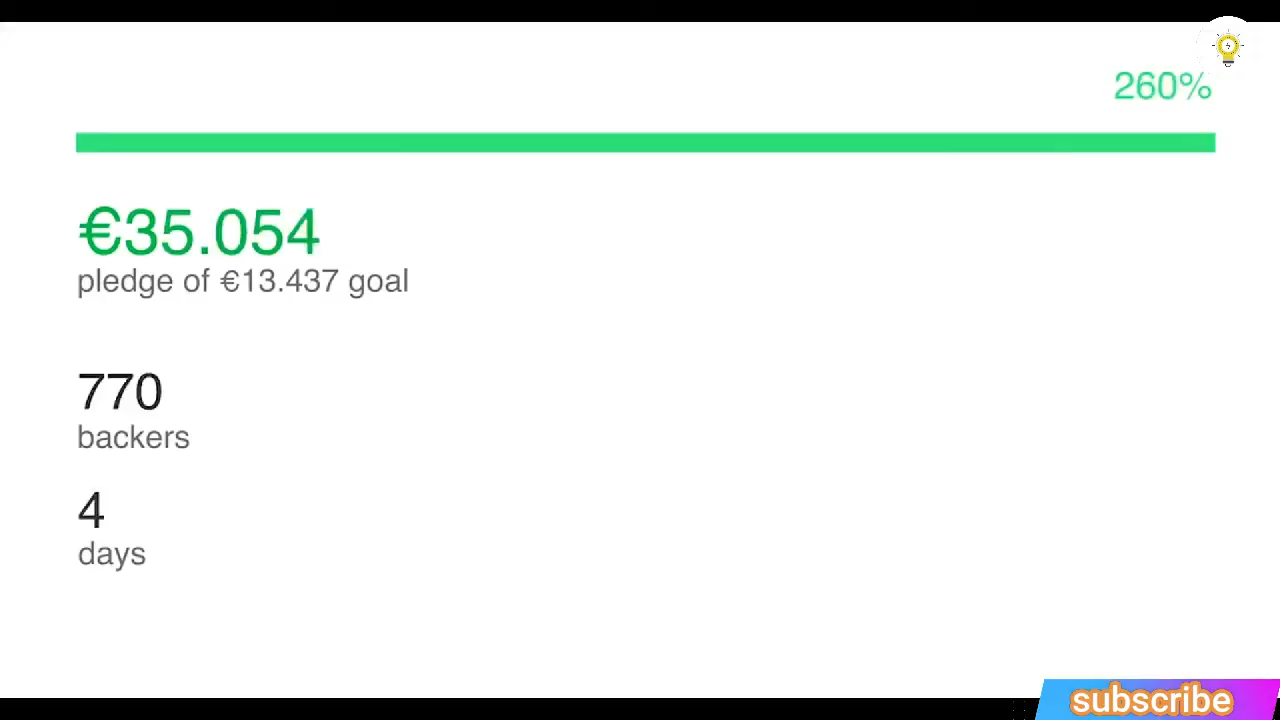 260%
€35.054
pledge of €13.437 goal
770
backers
4
days
subscribe